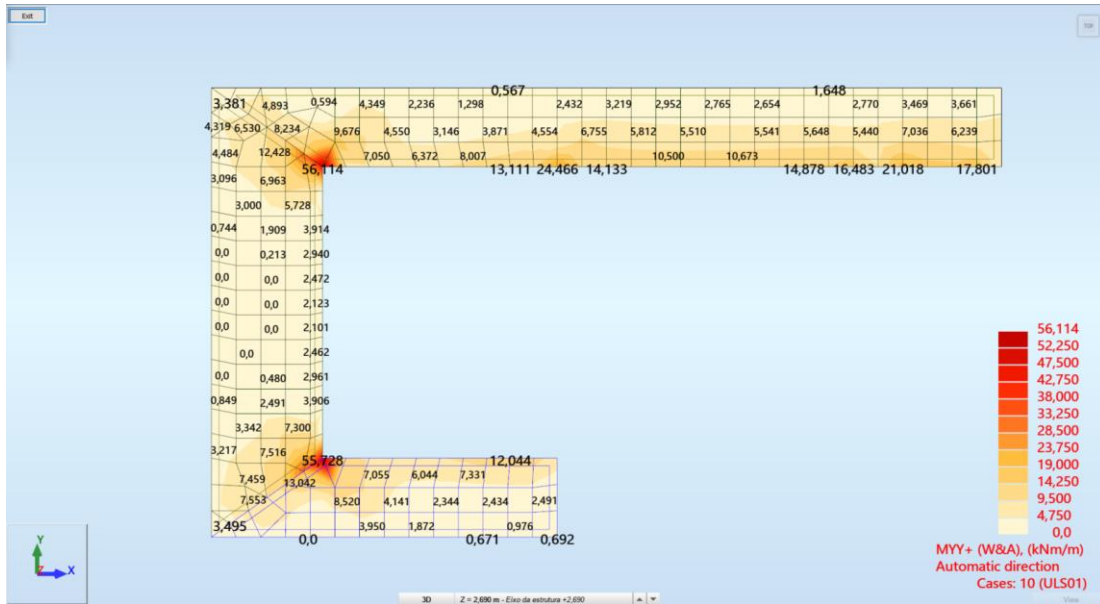 Exit
TOP
0,567 1,648
3,381 4,893 0,594 4,349 2,236 1,298 2,432 3,219 2,952 2,765 2,654 2,770 3,469 3,661
4,319 6,530 8,234 9,676 4,550 3,146 3,871 4,554 6,755 5,812 5,510 5,541 5,648 5,440 7,036 6,239
4,484 12,428 7,050 6,372 8,007 10,500 10,673
56,114 13,111 24,466 14,133 14,878 16,483 21,018 17,801
3,096 6,963
3,000 5,728
0,744 1,909 3,914
0,0 0,213 2,940
0,0 0,0 2,472
0,0 0,0 2,123
0,0 0,0 2,101
0,0 2,462
0,0 0,480 2,961
0,849 2,491 3,906
3,342 7,300
3,217 7,516 55,728 12,044
7,459 13,042 7,055 6,044 7,331
7,553 8,520 4,141 2,344 2,434 2,491
3,495 3,950 1,872 0,976
0,0 0,671 0,692
56,114
52,250
47,500
42,750
38,000
33,250
28,500
23,750
19,000
14,250
9,500
4,750
0,0
MYY+ (W&A), (kNm/m)
Automatic direction
Cases: 10 (ULS01)
Y
Z X
3D Z = 2,690 m - Eixo da estrutura +2,690
View